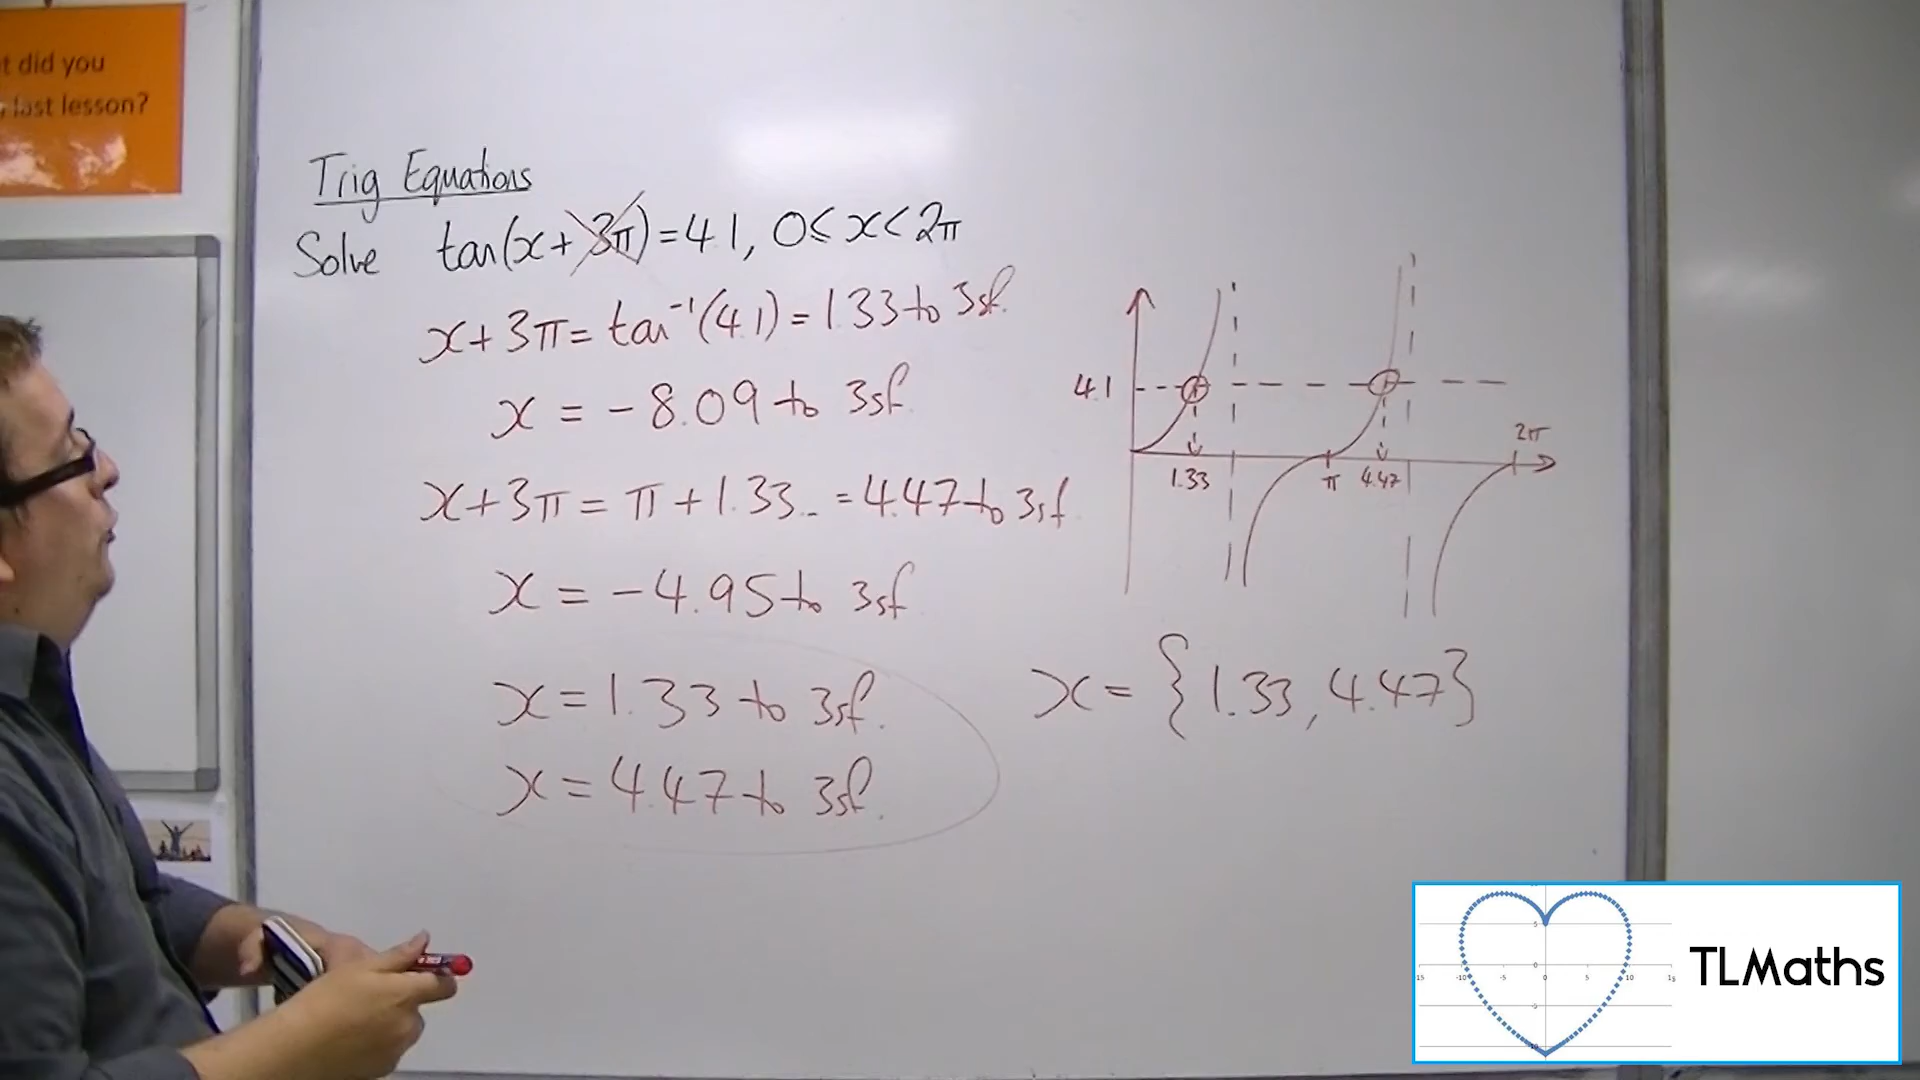 t did you
last lesson?
Trig Equations
Solve tan(x+3π)=4.1, 0≤x<2π
x+3π = tan⁻¹(4.1) = 1.33 to 3sf.
x = -8.09 to 3sf.
x+3π = π + 1.33.. = 4.47 to 3sf
x = -4.95 to 3sf
x = 1.33 to 3sf.
x = 4.47 to 3sf.
4.1
2π
1.33
π
4.47
x = {1.33, 4.47}
TLMaths